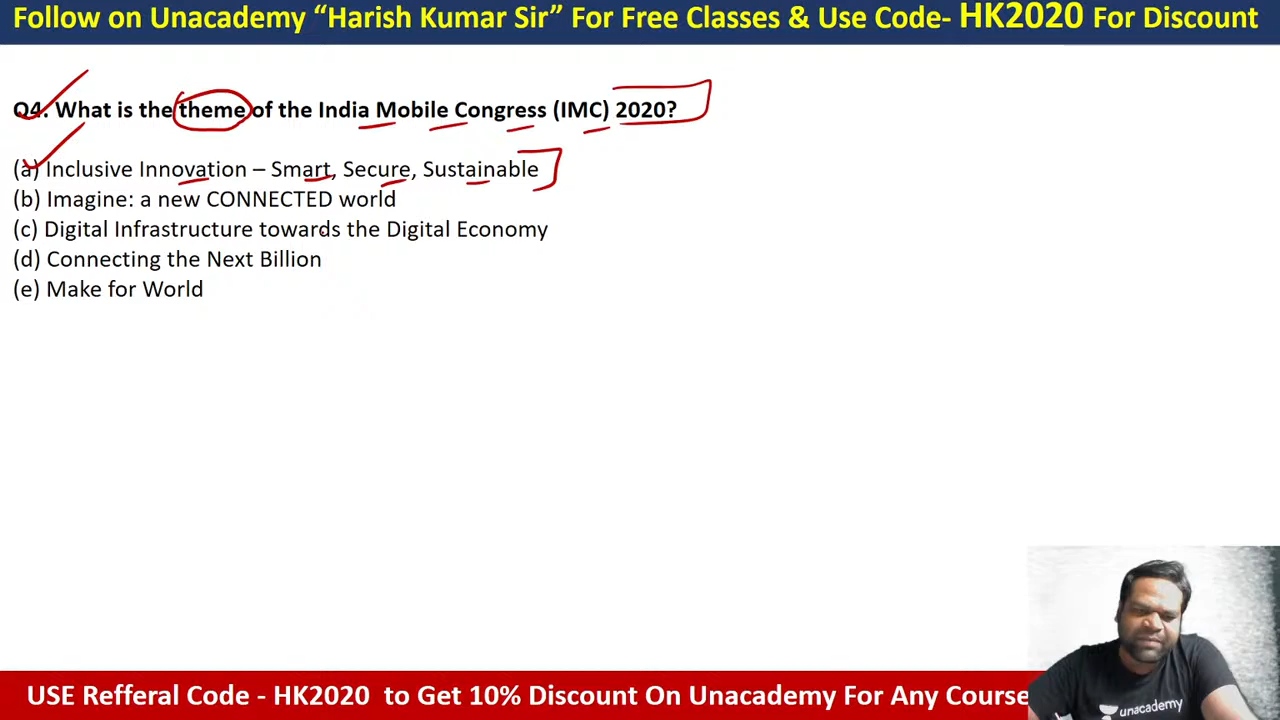 Follow on Unacademy “Harish Kumar Sir” For Free Classes & Use Code- HK2020 For Discount
Q4. What is the theme of the India Mobile Congress (IMC) 2020?
(a) Inclusive Innovation – Smart, Secure, Sustainable
(b) Imagine: a new CONNECTED world
(c) Digital Infrastructure towards the Digital Economy
(d) Connecting the Next Billion
(e) Make for World
USE Refferal Code - HK2020 to Get 10% Discount On Unacademy For Any Course
unacademy